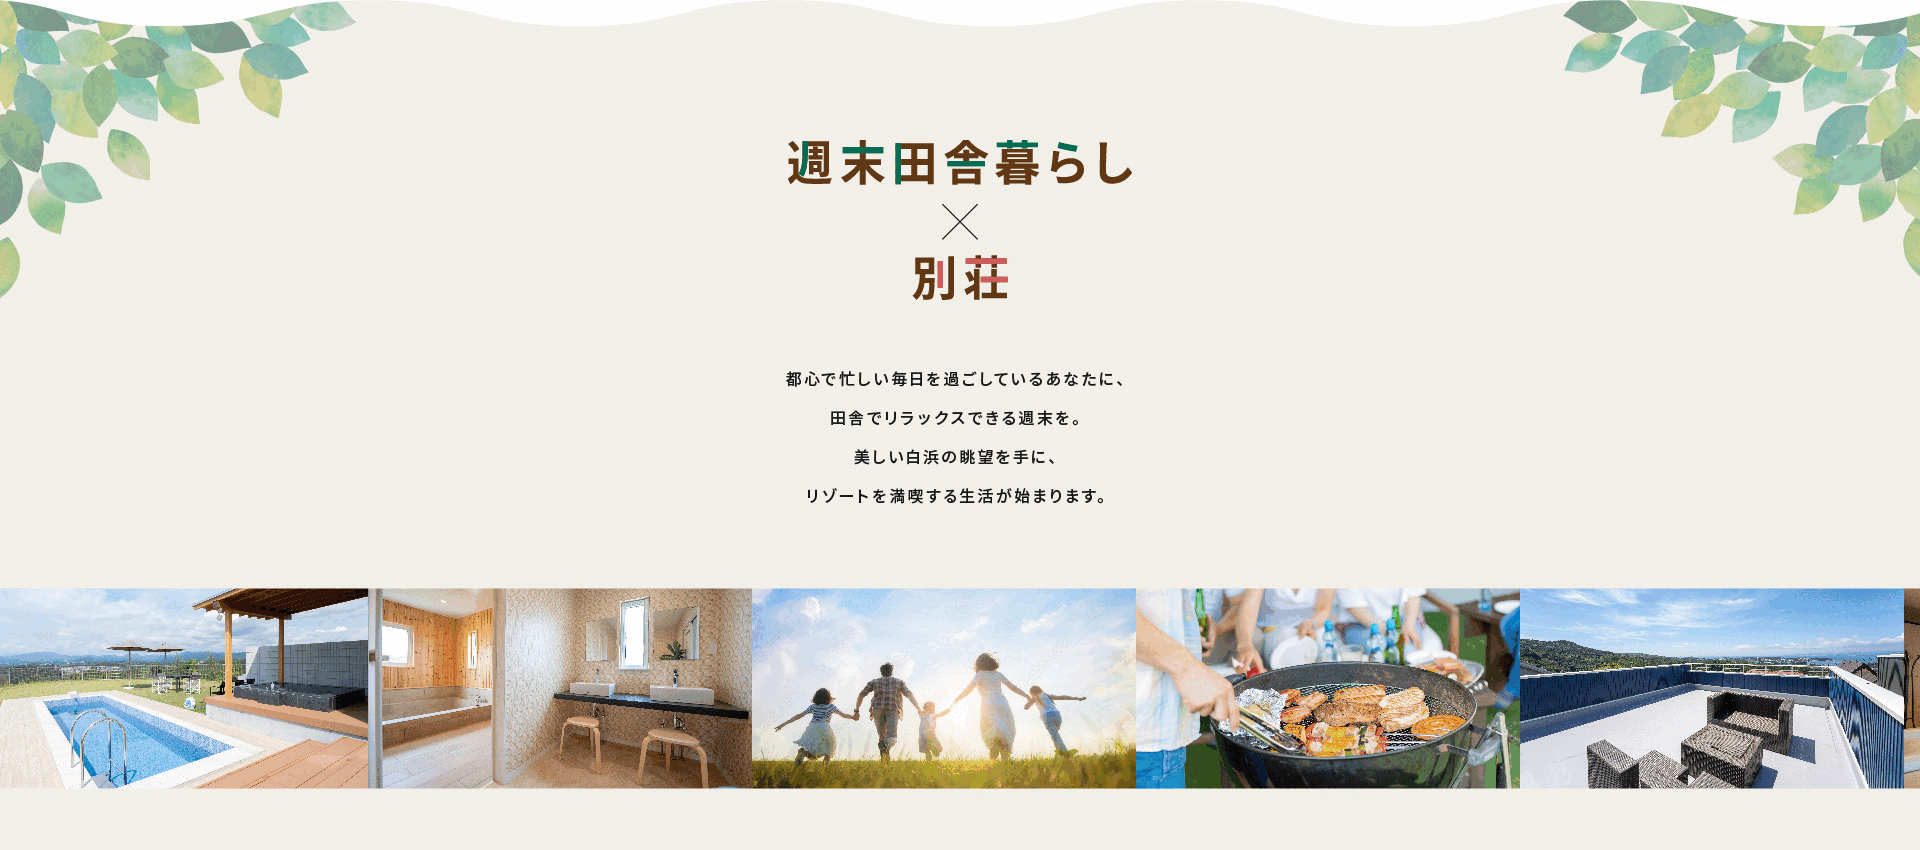 週末田舎暮らし
×
別荘
都心で忙しい毎日を過ごしているあなたに、
田舎でリラックスできる週末を。
美しい白浜の眺望を手に、
リゾートを満喫する生活が始まります。